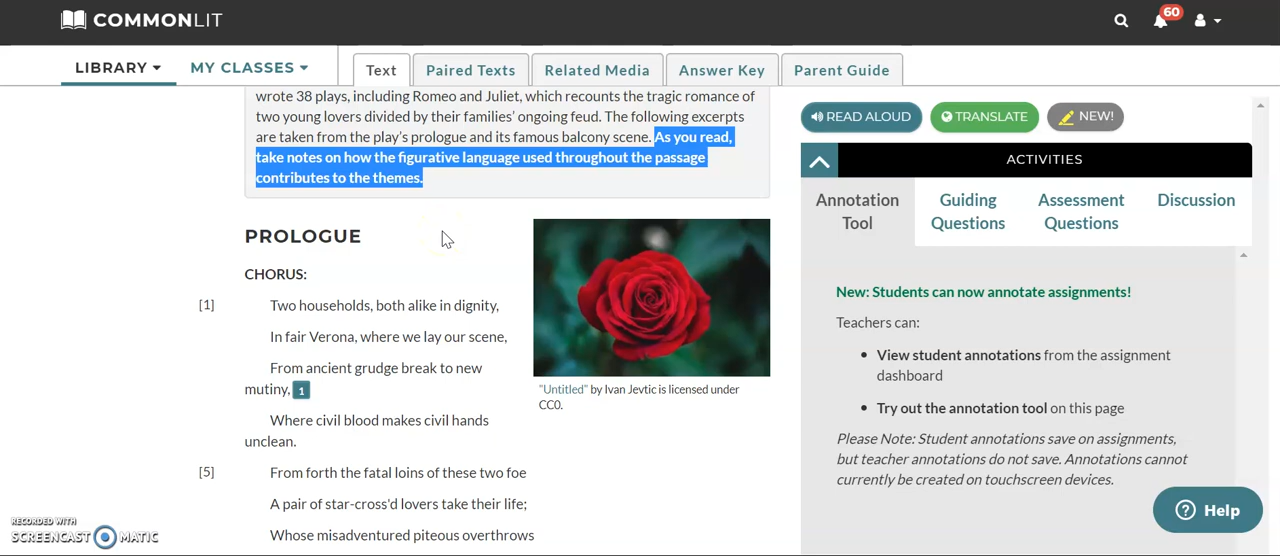 COMMONLIT
60
LIBRARY
MY CLASSES
Text
Paired Texts
Related Media
Answer Key
Parent Guide
wrote 38 plays, including Romeo and Juliet, which recounts the tragic romance of
two young lovers divided by their families' ongoing feud. The following excerpts
are taken from the play's prologue and its famous balcony scene. As you read,
take notes on how the figurative language used throughout the passage
contributes to the themes.
PROLOGUE
CHORUS:
[1] Two households, both alike in dignity,
In fair Verona, where we lay our scene,
From ancient grudge break to new
mutiny. 1
Where civil blood makes civil hands
unclean.
[5] From forth the fatal loins of these two foe
A pair of star-cross'd lovers take their life;
Whose misadventured piteous overthrows
"Untitled" by Ivan Jevtic is licensed under
CC0.
READ ALOUD
TRANSLATE
NEW!
ACTIVITIES
Annotation
Tool
Guiding
Questions
Assessment
Questions
Discussion
New: Students can now annotate assignments!
Teachers can:
• View student annotations from the assignment
dashboard
• Try out the annotation tool on this page
Please Note: Student annotations save on assignments,
but teacher annotations do not save. Annotations cannot
currently be created on touchscreen devices.
? Help
RECORDED WITH
SCREENCAST MATIC